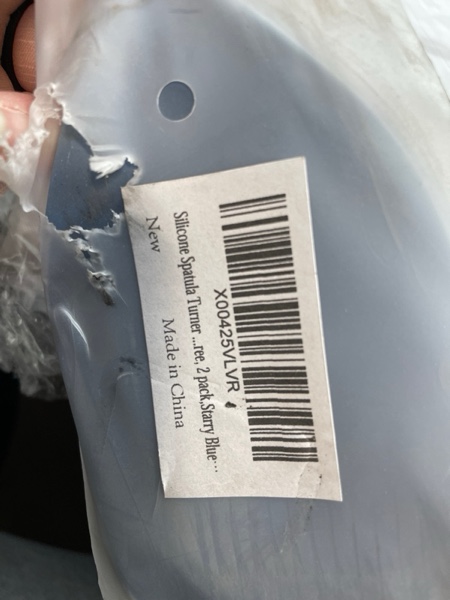 X00425VLVR
Silicone Spatula Turner ...ree, 2 pack,Starry Blue...
New
Made in China